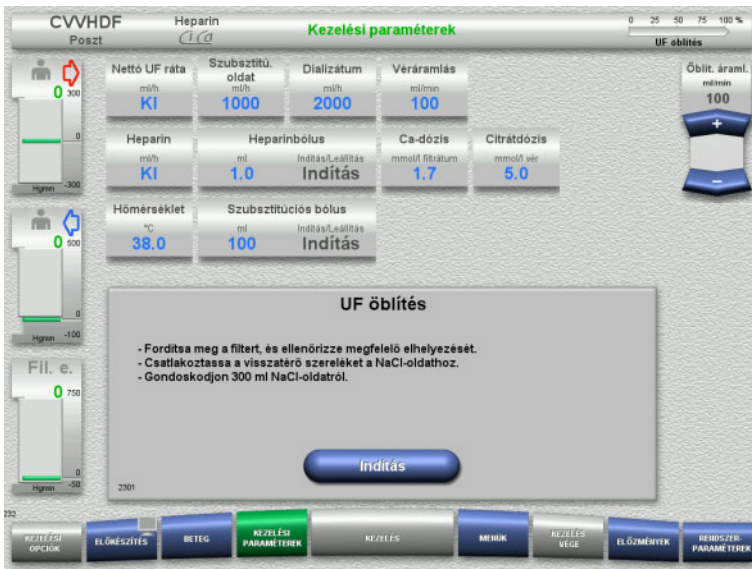 CVVHDF
Poszt
Heparin
CiCa
Kezelési paraméterek
0 25 50 75 100 %
UF öblítés
0
300
0
-300
Hgmm
0
500
0
-100
Hgmm
Fil. e.
0
750
0
-50
Hgmm
Nettó UF ráta
ml/h
KI
Szubsztitú.
oldat
ml/h
1000
Dializátum
ml/h
2000
Véráramlás
ml/min
100
Öblít. áraml.
ml/min
100
+
–
Heparin
ml/h
KI
Heparinbólus
ml
1.0
Indítás/Leállítás
Indítás
Ca-dózis
mmol/l filtrátum
1.7
Citrátdózis
mmol/l vér
5.0
Hőmérséklet
°C
38.0
Szubsztitúciós bólus
ml
100
Indítás/Leállítás
Indítás
UF öblítés
- Fordítsa meg a filtert, és ellenőrizze megfelelő elhelyezését.
- Csatlakoztassa a visszatérő szereléket a NaCl-oldathoz.
- Gondoskodjon 300 ml NaCl-oldatról.
Indítás
2301
232
KEZELÉSI
OPCIÓK
ELŐKÉSZÍTÉS
BETEG
KEZELÉSI
PARAMÉTEREK
KEZELÉS
MENÜK
KEZELÉS
VÉGE
ELŐZMÉNYEK
RENDSZER-
PARAMÉTEREK